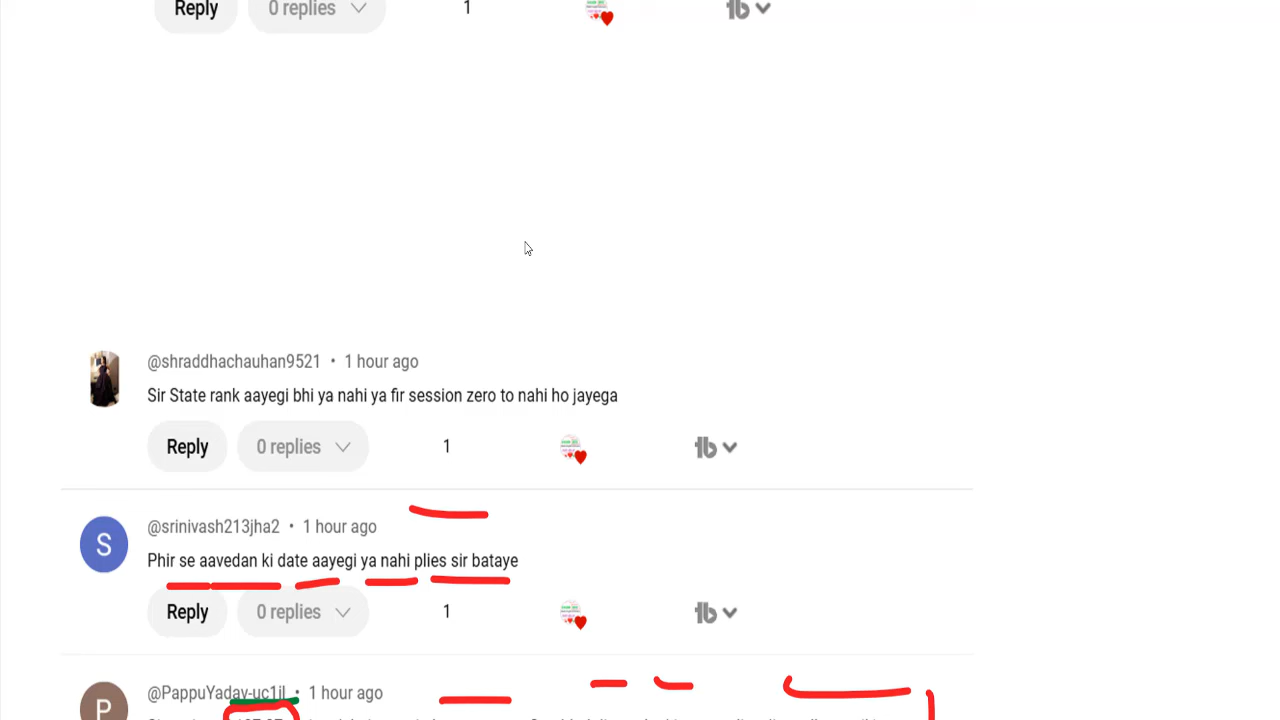 Reply 0 replies 1
@shraddhachauhan9521 • 1 hour ago
Sir State rank aayegi bhi ya nahi ya fir session zero to nahi ho jayega
Reply 0 replies 1
S @srinivash213jha2 • 1 hour ago
Phir se aavedan ki date aayegi ya nahi plies sir bataye
Reply 0 replies 1
P @PappuYadav-uc1il • 1 hour ago